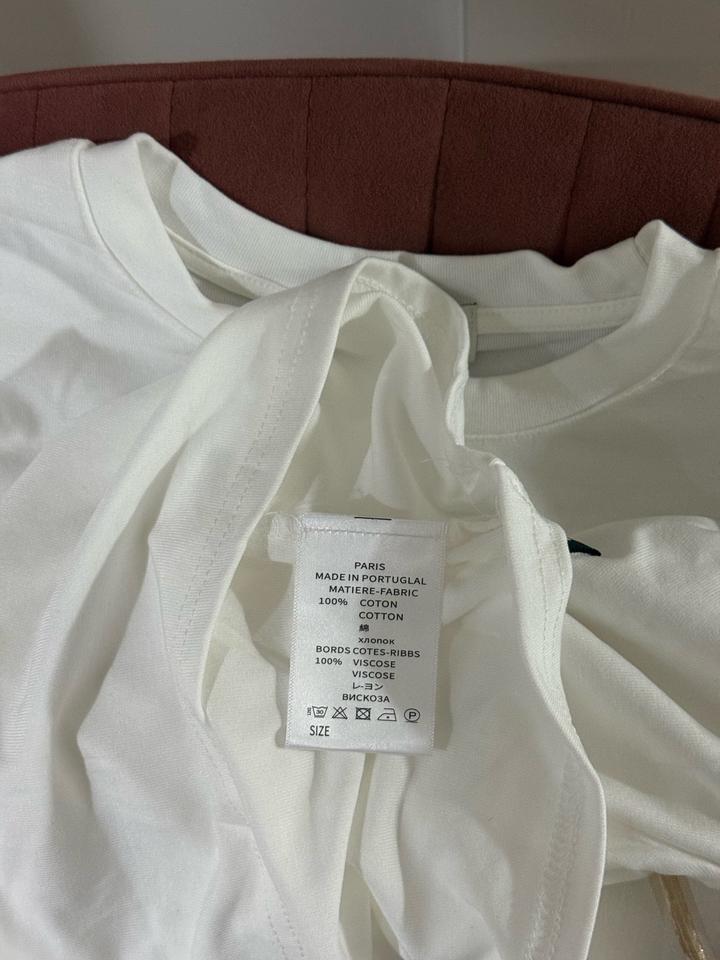 PARIS
MADE IN PORTUGLAL
MATIERE-FABRIC
100% COTON
COTTON
綿
хлопок
BORDS COTES-RIBBS
100% VISCOSE
VISCOSE
レ-ヨン
ВИСКОЗА
30 P
SIZE